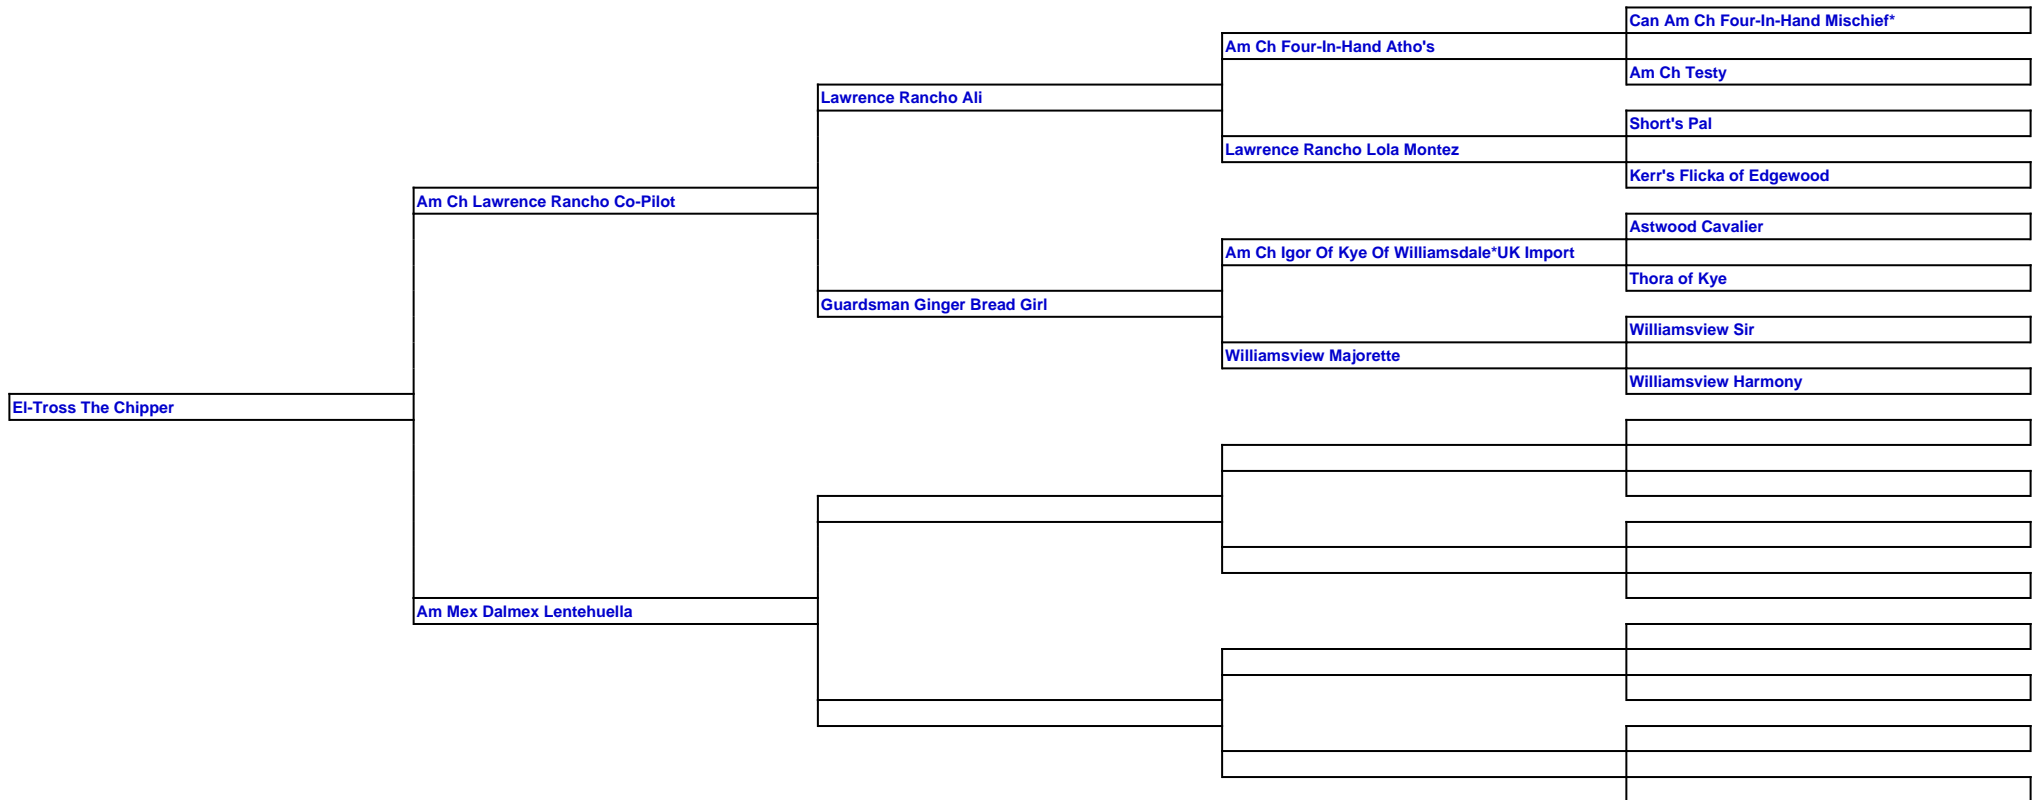 Can Am Ch Four-In-Hand Mischief*
Am Ch Four-In-Hand Atho's
Am Ch Testy
Lawrence Rancho Ali
Short's Pal
Lawrence Rancho Lola Montez
Kerr's Flicka of Edgewood
Am Ch Lawrence Rancho Co-Pilot
Astwood Cavalier
Am Ch Igor Of Kye Of Williamsdale*UK Import
Thora of Kye
Guardsman Ginger Bread Girl
Williamsview Sir
Williamsview Majorette
Williamsview Harmony
El-Tross The Chipper
Am Mex Dalmex Lentehuella